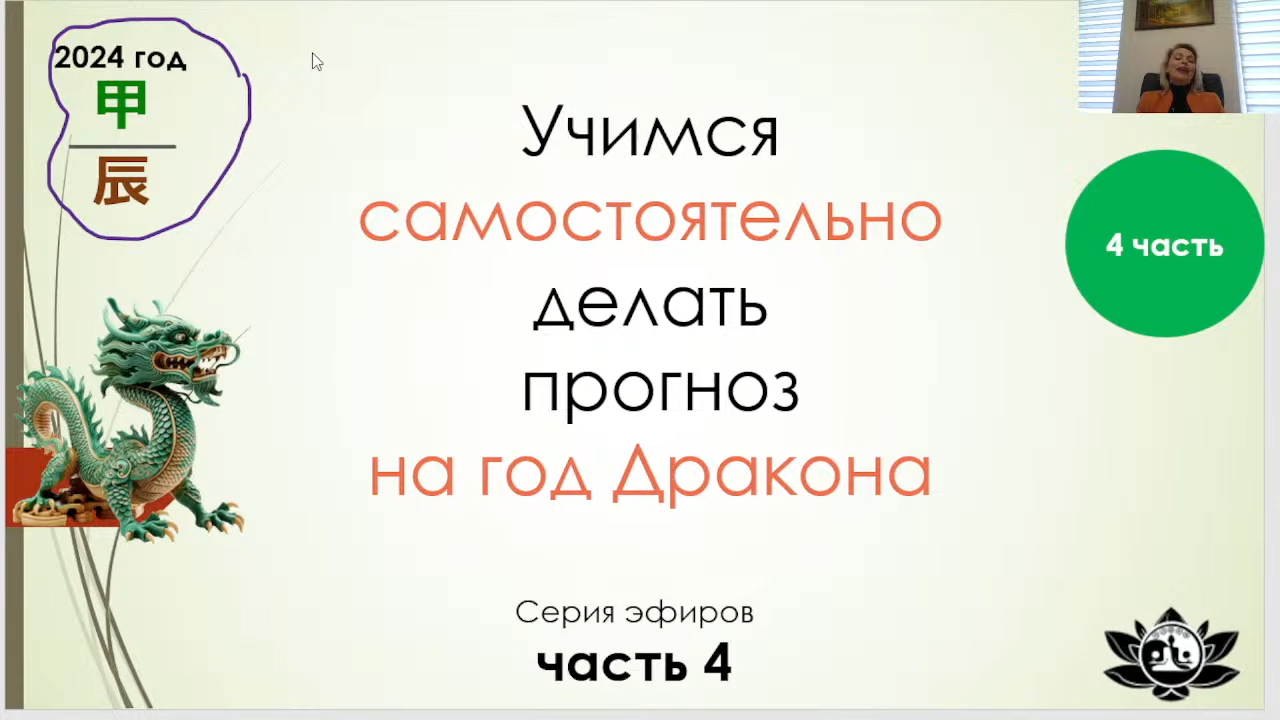 2024 год
甲
辰
Учимся
самостоятельно
делать
прогноз
на год Дракона
4 часть
Серия эфиров
часть 4